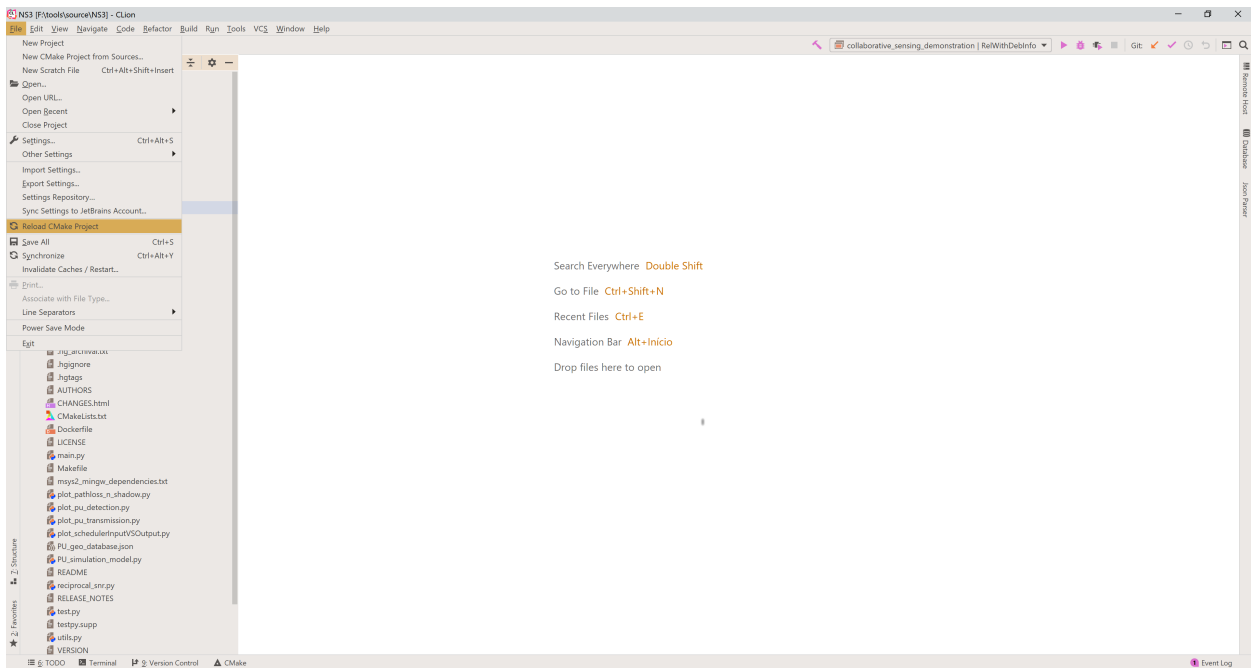 NS3 [F:\tools\source\NS3] - CLion
File Edit View Navigate Code Refactor Build Run Tools VCS Window Help
collaborative_sensing_demonstration | RelWithDebInfo
Git:
New Project
New CMake Project from Sources...
New Scratch File Ctrl+Alt+Shift+Insert
Open...
Open URL...
Open Recent
Close Project
Settings... Ctrl+Alt+S
Other Settings
Import Settings...
Export Settings...
Settings Repository...
Sync Settings to JetBrains Account...
Reload CMake Project
Save All Ctrl+S
Synchronize Ctrl+Alt+Y
Invalidate Caches / Restart...
Print...
Associate with File Type...
Line Separators
Power Save Mode
Exit
.hg_archival.txt
.hgignore
.hgtags
AUTHORS
CHANGES.html
CMakeLists.txt
Dockerfile
LICENSE
main.py
Makefile
msys2_mingw_dependencies.txt
plot_pathloss_n_shadow.py
plot_pu_detection.py
plot_pu_transmission.py
plot_schedulerInputVSOutput.py
PU_geo_database.json
PU_simulation_model.py
README
reciprocal_snr.py
RELEASE_NOTES
test.py
testpy.supp
utils.py
VERSION
Z: Structure
2: Favorites
Search Everywhere Double Shift
Go to File Ctrl+Shift+N
Recent Files Ctrl+E
Navigation Bar Alt+Início
Drop files here to open
Remote Host
Database
Json Parser
6: TODO Terminal 9: Version Control CMake
1 Event Log